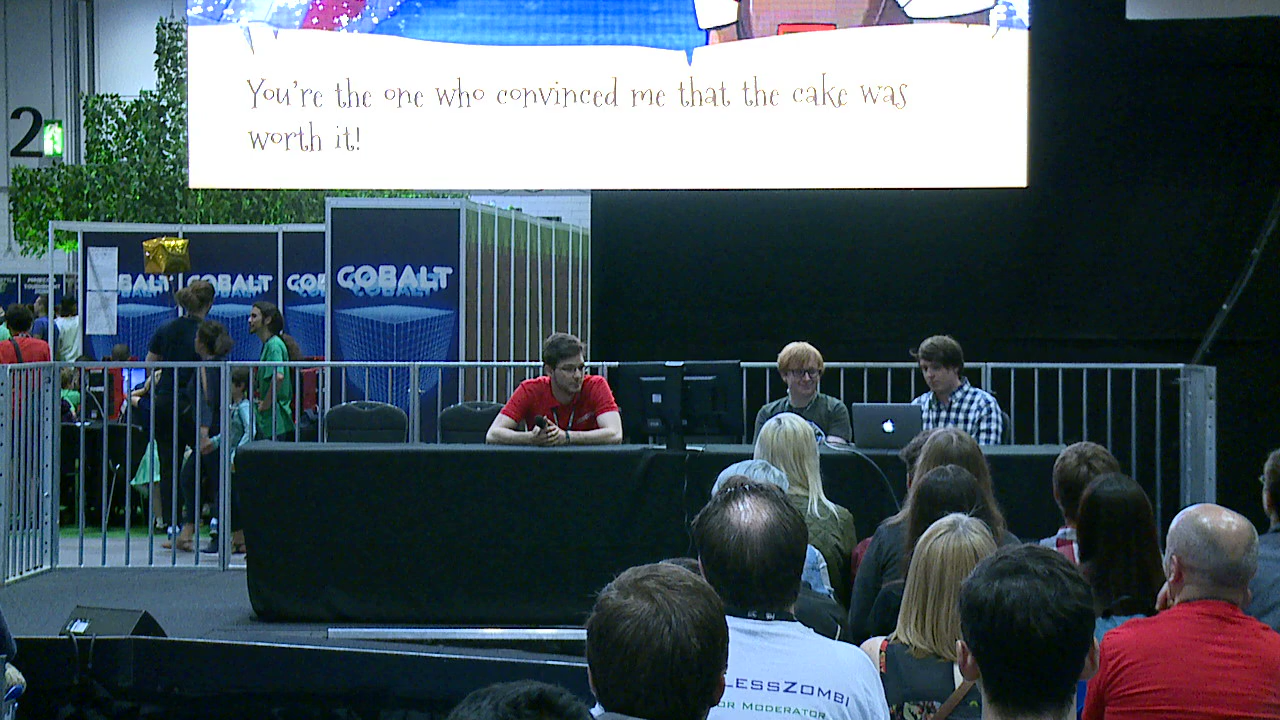 You're the one who convinced me that the cake was
worth it!
2
BALT
COBALT
COBALT
COBALT
LESSZOMBI
OR MODERATOR